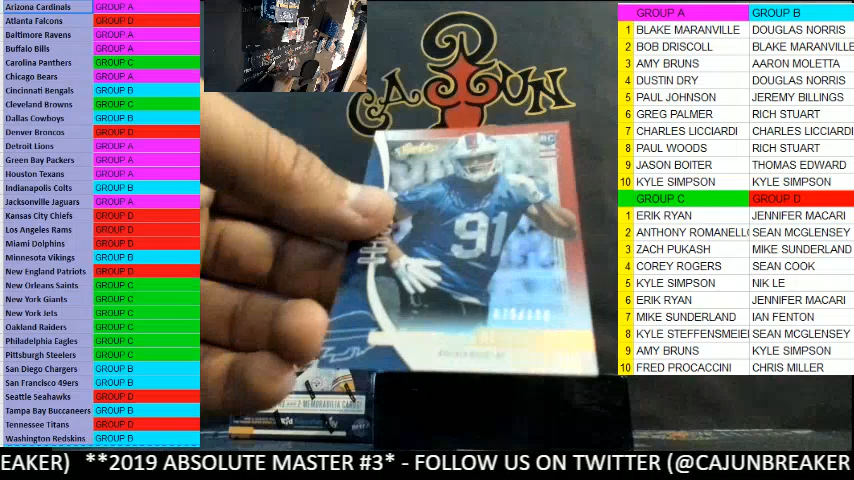 Arizona Cardinals GROUP A
Atlanta Falcons GROUP D
Baltimore Ravens GROUP A
Buffalo Bills GROUP A
Carolina Panthers GROUP C
Chicago Bears GROUP A
Cincinnati Bengals GROUP B
Cleveland Browns GROUP C
Dallas Cowboys GROUP B
Denver Broncos GROUP D
Detroit Lions GROUP A
Green Bay Packers GROUP A
Houston Texans GROUP A
Indianapolis Colts GROUP B
Jacksonville Jaguars GROUP A
Kansas City Chiefs GROUP D
Los Angeles Rams GROUP D
Miami Dolphins GROUP D
Minnesota Vikings GROUP B
New England Patriots GROUP D
New Orleans Saints GROUP C
New York Giants GROUP C
New York Jets GROUP C
Oakland Raiders GROUP C
Philadelphia Eagles GROUP C
Pittsburgh Steelers GROUP C
San Diego Chargers GROUP B
San Francisco 49ers GROUP B
Seattle Seahawks GROUP D
Tampa Bay Buccaneers GROUP B
Tennessee Titans GROUP D
Washington Redskins GROUP B
CAJUN
RC
91
2 MEMORABILIA CARDS!
GROUP A GROUP B
1 BLAKE MARANVILLE DOUGLAS NORRIS
2 BOB DRISCOLL BLAKE MARANVILLE
3 AMY BRUNS AARON MOLETTA
4 DUSTIN DRY DOUGLAS NORRIS
5 PAUL JOHNSON JEREMY BILLINGS
6 GREG PALMER RICH STUART
7 CHARLES LICCIARDI CHARLES LICCIARDI
8 PAUL WOODS RICH STUART
9 JASON BOITER THOMAS EDWARD
10 KYLE SIMPSON KYLE SIMPSON
GROUP C GROUP D
1 ERIK RYAN JENNIFER MACARI
2 ANTHONY ROMANELLO SEAN MCGLENSEY
3 ZACH PUKASH MIKE SUNDERLAND
4 COREY ROGERS SEAN COOK
5 KYLE SIMPSON NIK LE
6 ERIK RYAN JENNIFER MACARI
7 MIKE SUNDERLAND IAN FENTON
8 KYLE STEFFENSMEIE SEAN MCGLENSEY
9 AMY BRUNS KYLE SIMPSON
10 FRED PROCACCINI CHRIS MILLER
EAKER) **2019 ABSOLUTE MASTER #3* - FOLLOW US ON TWITTER (@CAJUNBREAKER